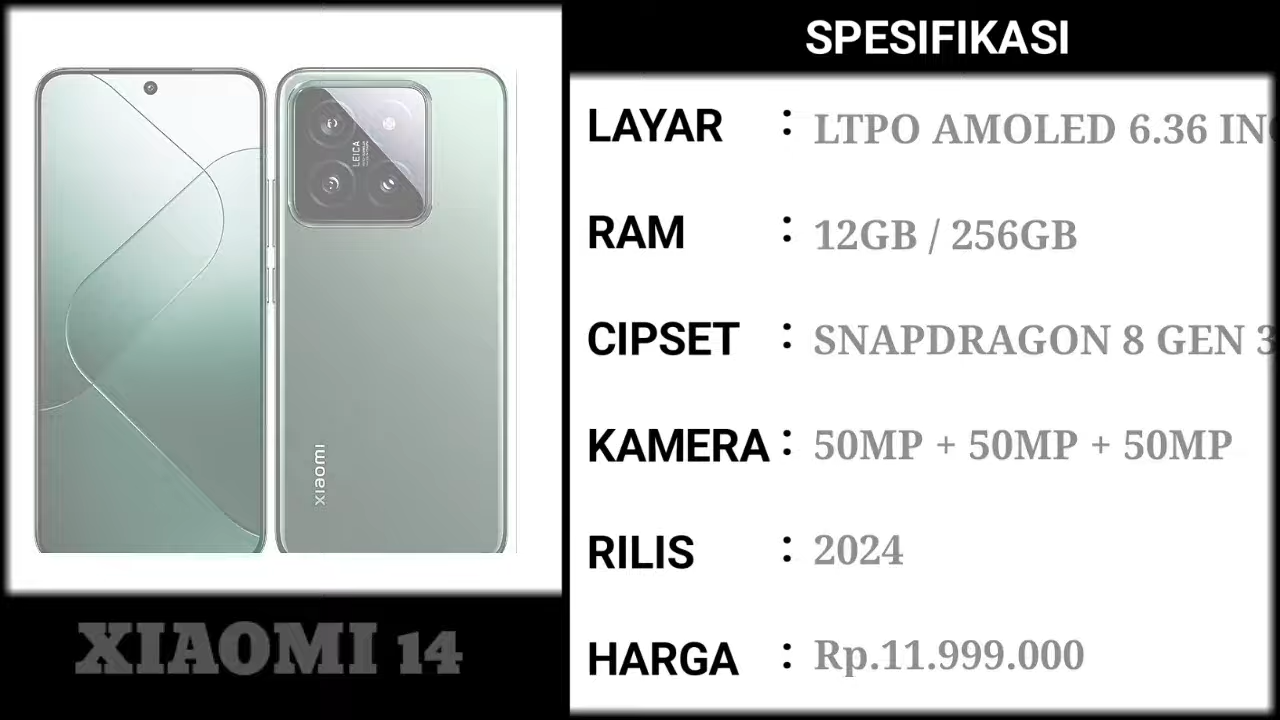 SPESIFIKASI
LAYAR : LTPO AMOLED 6.36 IN
RAM : 12GB / 256GB
CIPSET : SNAPDRAGON 8 GEN 3
KAMERA : 50MP + 50MP + 50MP
RILIS : 2024
HARGA : Rp.11.999.000
LEICA
xiaomi
XIAOMI 14